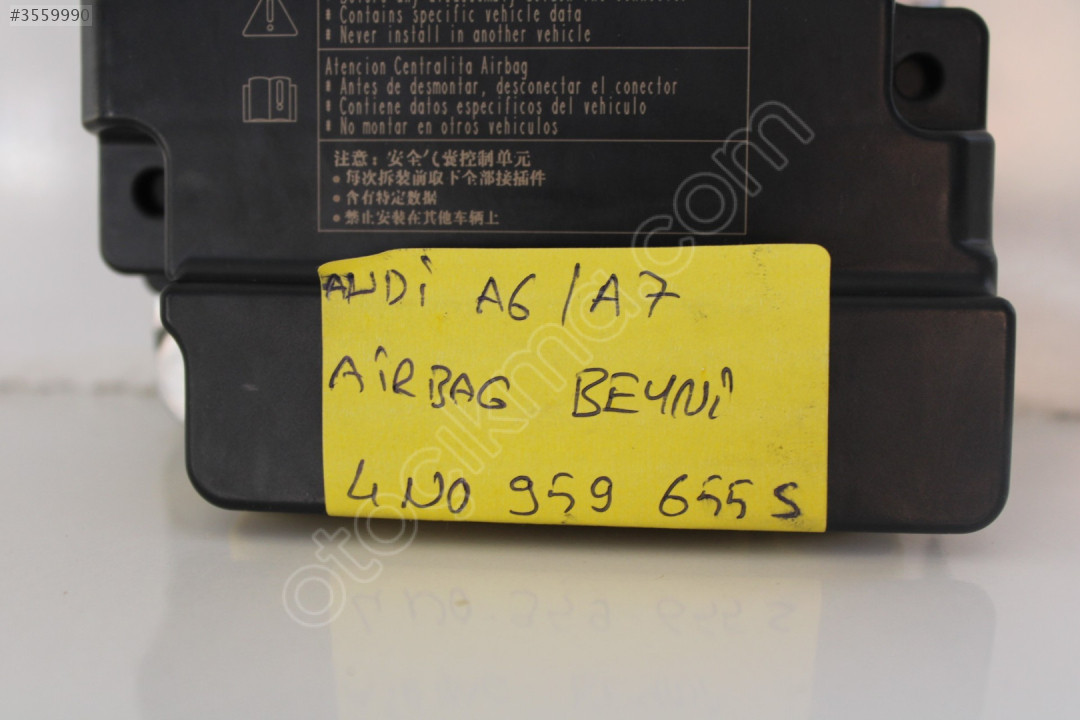 #3559990
* Contains specific vehicle data
* Never install in another vehicle
Atencion Centralita Airbag
* Antes de desmontar, desconectar el conector
* Contiene datos especificos del vehiculo
* No montar en otros vehiculos
注意：安全气囊控制单元
• 每次拆装前取下全部接插件
• 含有特定数据
• 禁止安装在其他车辆上
AUDİ A6 / A7
AİRBAG BEYNİ
4N0 959 655 S
otocikma.com